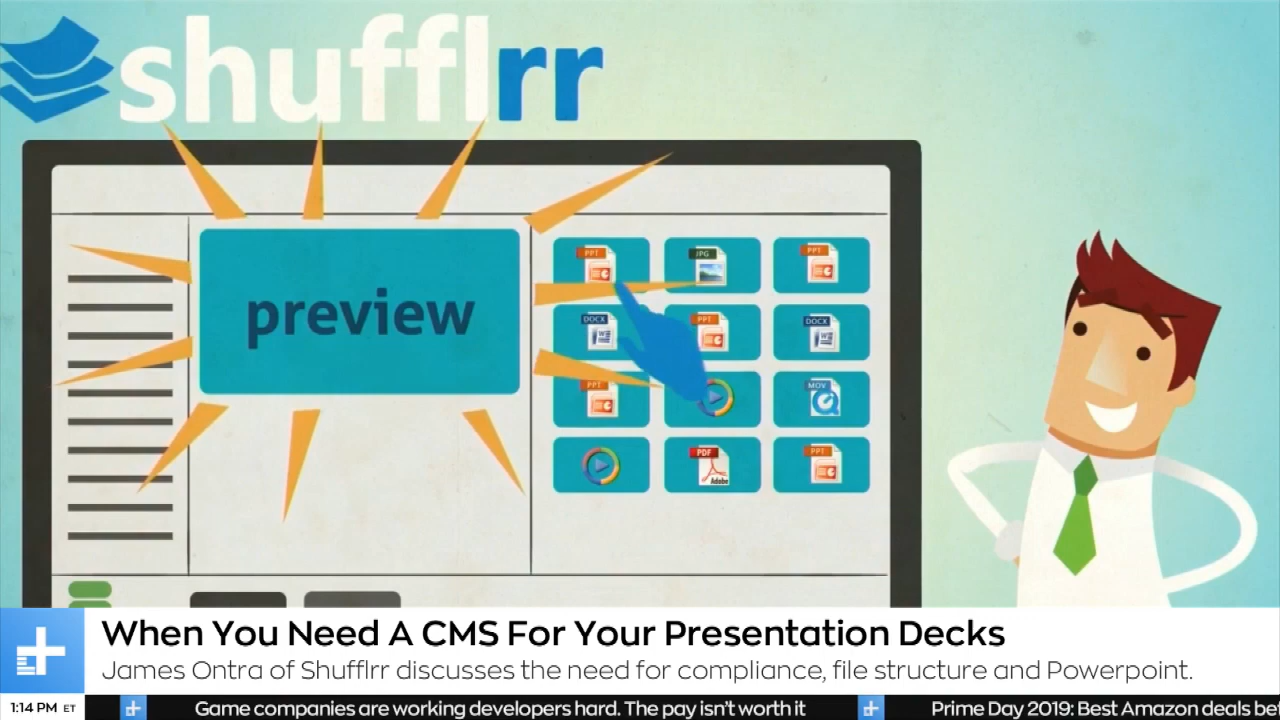 shufflrr
preview
PPT
JPG
PPT
DOCX
PPT
DOCX
PPT
MOV
PDF
Adobe
PPT
When You Need A CMS For Your Presentation Decks
James Ontra of Shufflrr discusses the need for compliance, file structure and Powerpoint.
1:14 PM ET
Game companies are working developers hard. The pay isn't worth it
Prime Day 2019: Best Amazon deals be